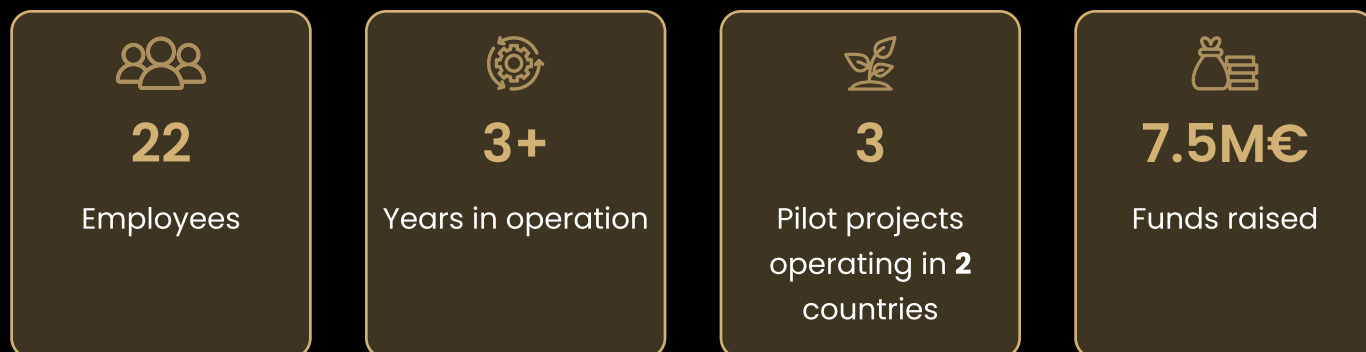 22
Employees
3+
Years in operation
3
Pilot projects
operating in 2
countries
7.5M€
Funds raised